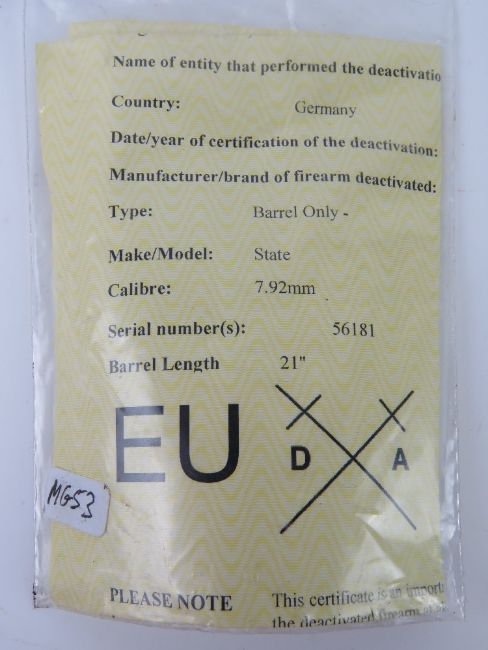 Name of entity that performed the deactivatio
Country: Germany
Date/year of certification of the deactivation:
Manufacturer/brand of firearm deactivated:
Type: Barrel Only -
Make/Model: State
Calibre: 7.92mm
Serial number(s): 56181
Barrel Length 21"
EU D A
MG53
PLEASE NOTE This certificate is an import
the deactivated firearm